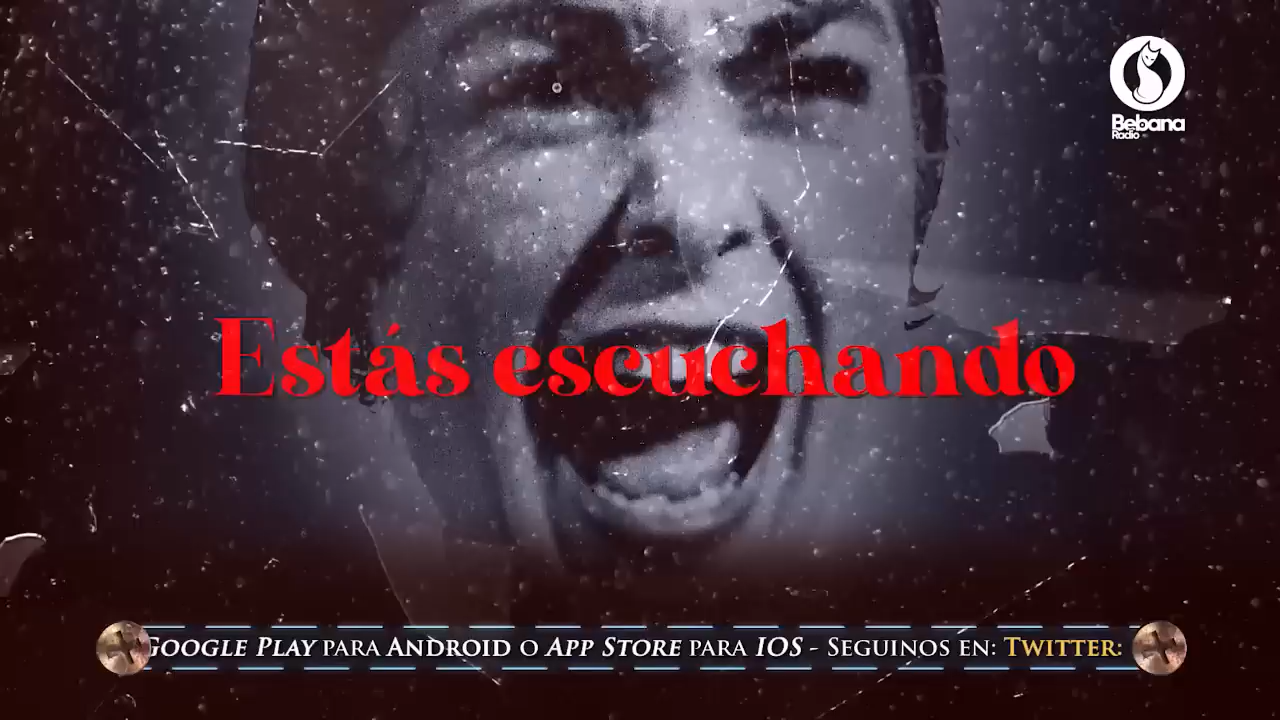 Bebana
Radio
Estás escuchando
GOOGLE PLAY PARA ANDROID O APP STORE PARA IOS - SEGUINOS EN: TWITTER: